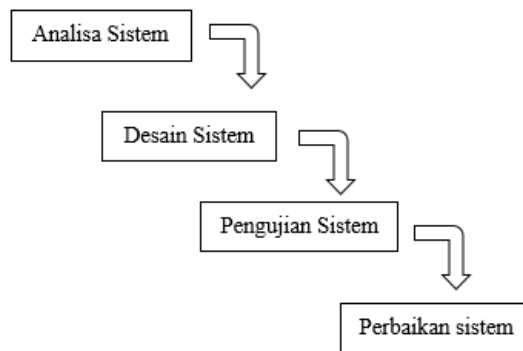 Analisa Sistem
Desain Sistem
Pengujian Sistem
Perbaikan sistem